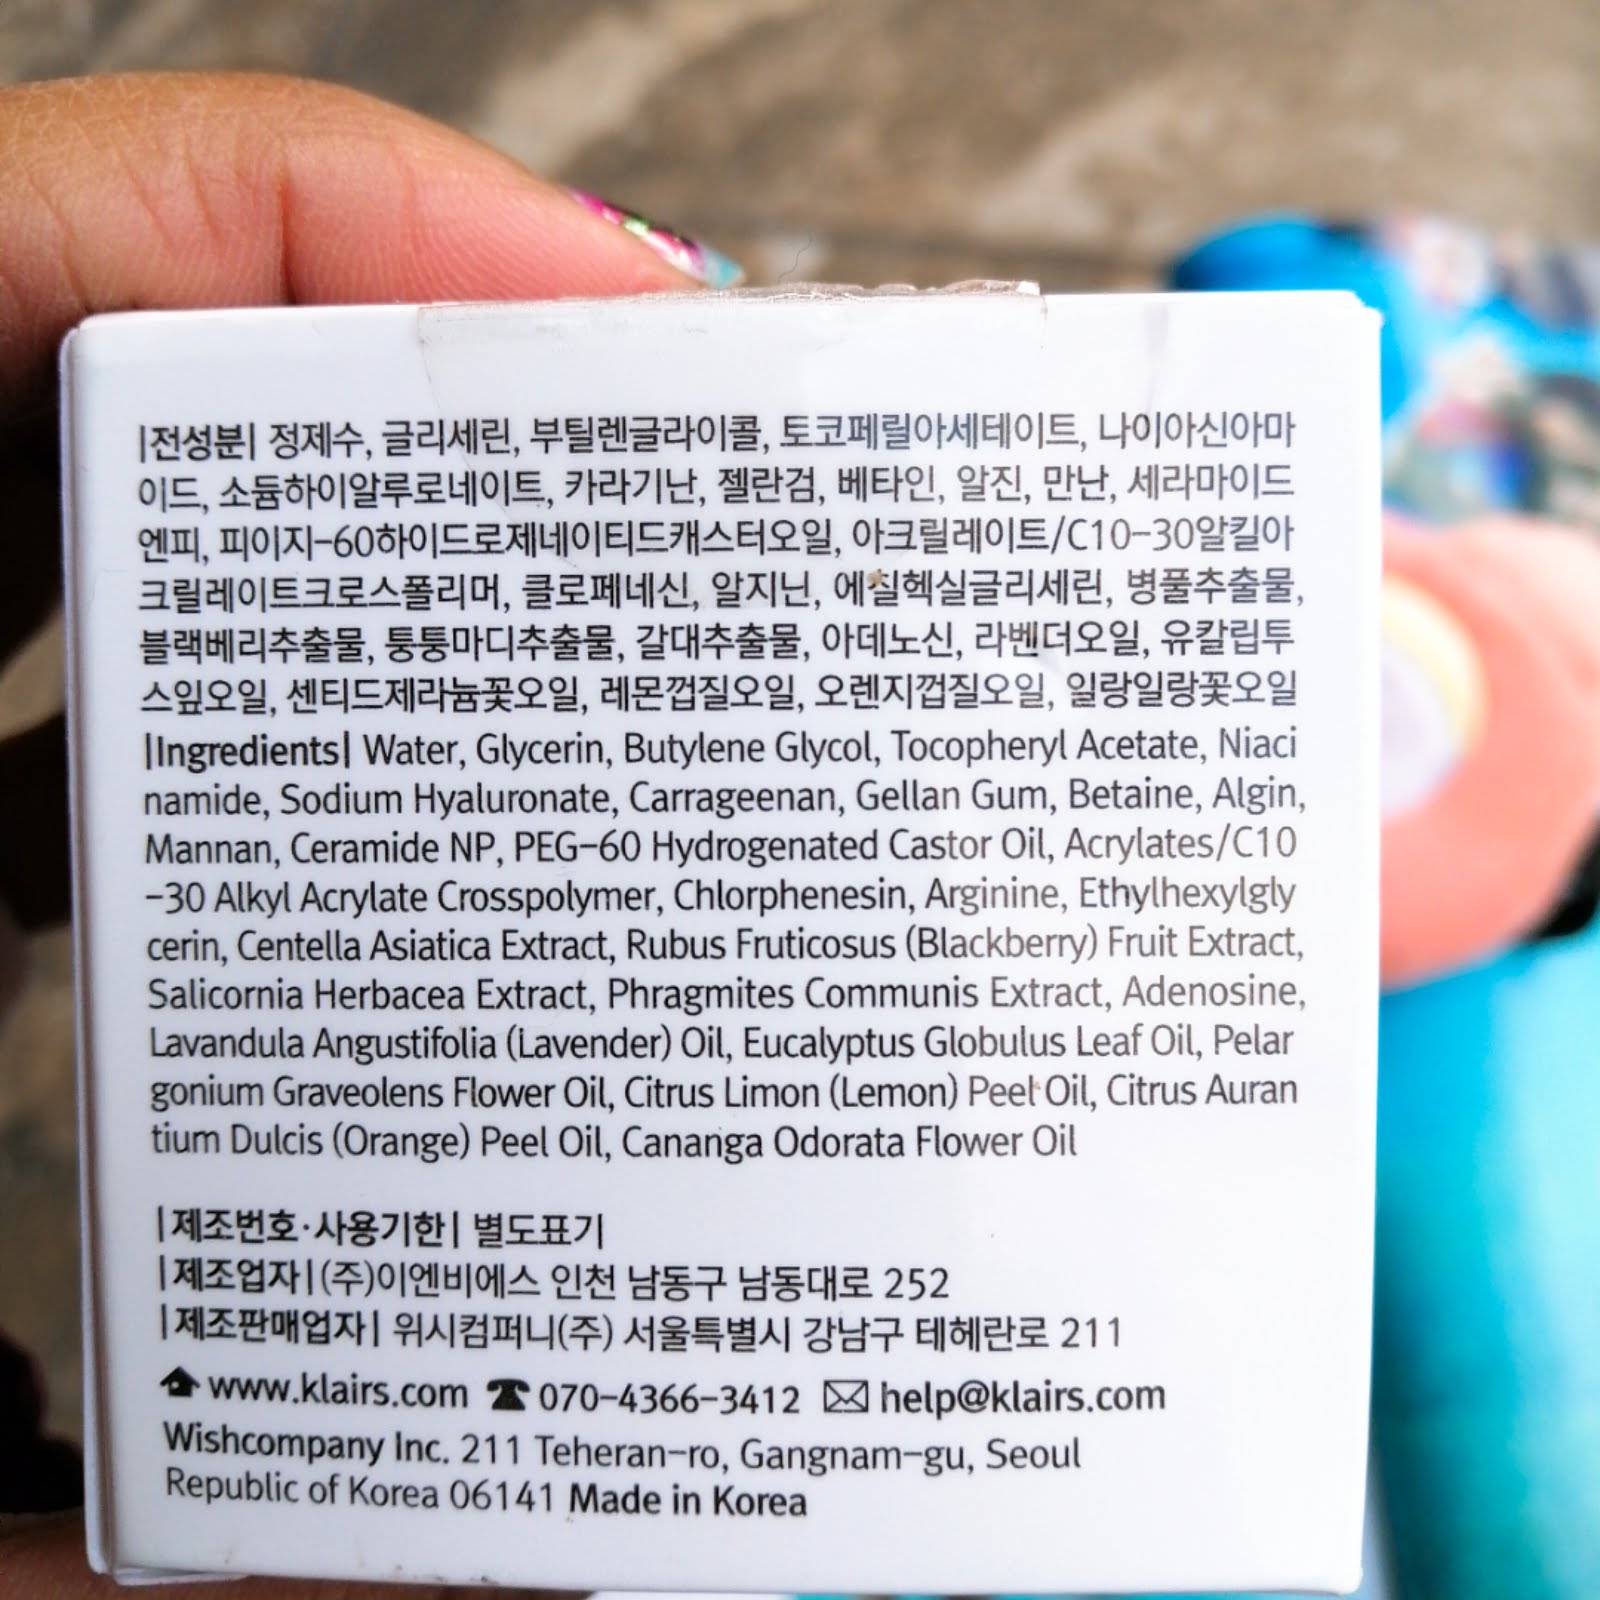 |전성분| 정제수, 글리세린, 부틸렌글라이콜, 토코페릴아세테이트, 나이아신아마
이드, 소듐하이알루로네이트, 카라기난, 젤란검, 베타인, 알진, 만난, 세라마이드
엔피, 피이지-60하이드로제네이티드캐스터오일, 아크릴레이트/C10-30알킬아
크릴레이트크로스폴리머, 클로페네신, 알지닌, 에칠헥실글리세린, 병풀추출물,
블랙베리추출물, 퉁퉁마디추출물, 갈대추출물, 아데노신, 라벤더오일, 유칼립투
스잎오일, 센티드제라늄꽃오일, 레몬껍질오일, 오렌지껍질오일, 일랑일랑꽃오일
|Ingredients| Water, Glycerin, Butylene Glycol, Tocopheryl Acetate, Niaci
namide, Sodium Hyaluronate, Carrageenan, Gellan Gum, Betaine, Algin,
Mannan, Ceramide NP, PEG-60 Hydrogenated Castor Oil, Acrylates/C10
-30 Alkyl Acrylate Crosspolymer, Chlorphenesin, Arginine, Ethylhexylgly
cerin, Centella Asiatica Extract, Rubus Fruticosus (Blackberry) Fruit Extract,
Salicornia Herbacea Extract, Phragmites Communis Extract, Adenosine,
Lavandula Angustifolia (Lavender) Oil, Eucalyptus Globulus Leaf Oil, Pelar
gonium Graveolens Flower Oil, Citrus Limon (Lemon) Peel Oil, Citrus Auran
tium Dulcis (Orange) Peel Oil, Cananga Odorata Flower Oil
|제조번호·사용기한| 별도표기
|제조업자|(주)이엔비에스 인천 남동구 남동대로 252
|제조판매업자| 위시컴퍼니(주) 서울특별시 강남구 테헤란로 211
www.klairs.com 070-4366-3412 help@klairs.com
Wishcompany Inc. 211 Teheran-ro, Gangnam-gu, Seoul
Republic of Korea 06141 Made in Korea